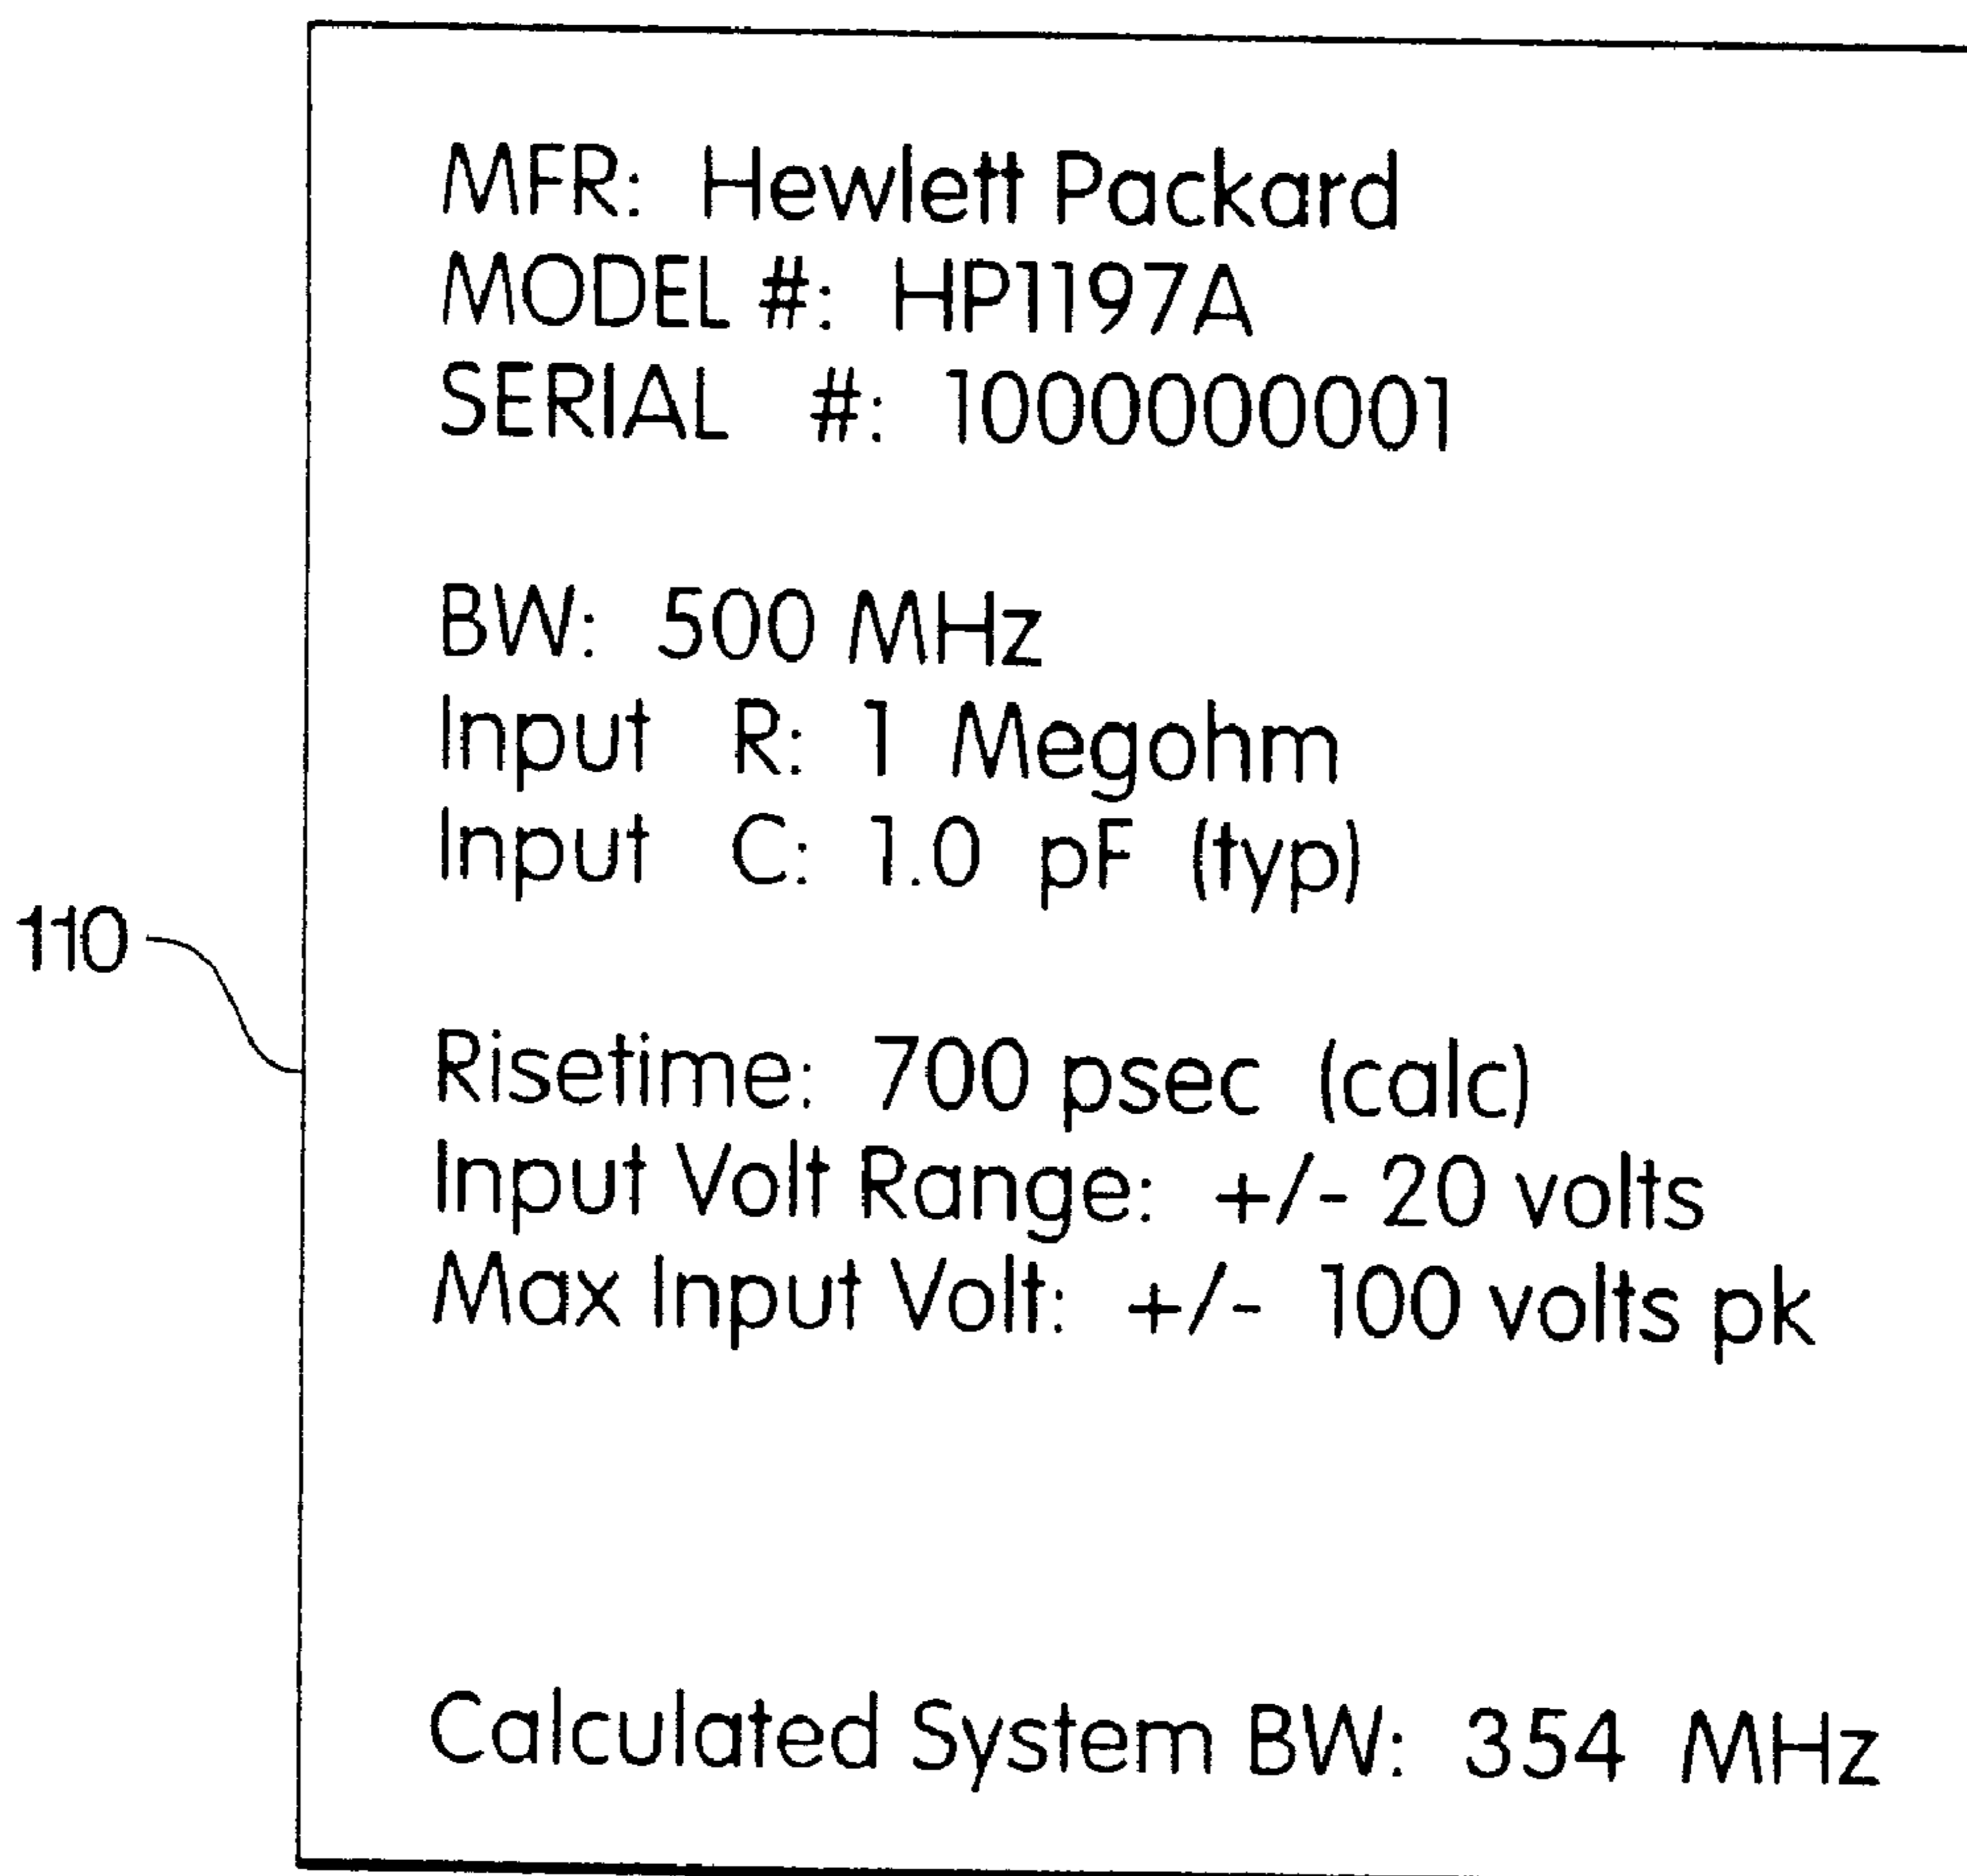 MFR: Hewlett Packard
MODEL #: HP1197A
SERIAL #: 1000000001
BW: 500 MHz
Input R: 1 Megohm
Input C: 1.0 pF (typ)
110
Risetime: 700 psec (calc)
Input Volt Range: +/- 20 volts
Max Input Volt: +/- 100 volts pk
Calculated System BW: 354 MHz